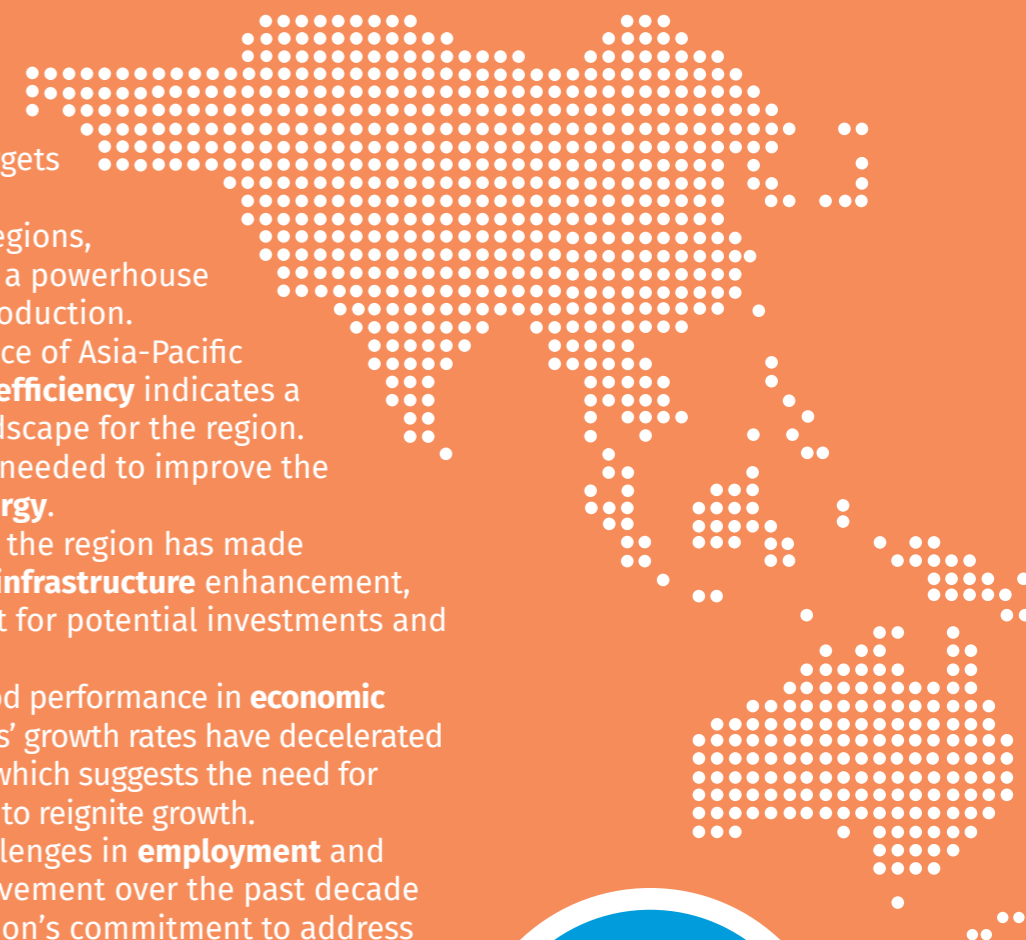 gets
egions,
a powerhouse
oduction.
ce of Asia-Pacific
efficiency indicates a
dscape for the region.
needed to improve the
rgy.
the region has made
infrastructure enhancement,
t for potential investments and
od performance in economic
s’ growth rates have decelerated
which suggests the need for
to reignite growth.
llenges in employment and
vement over the past decade
on’s commitment to address